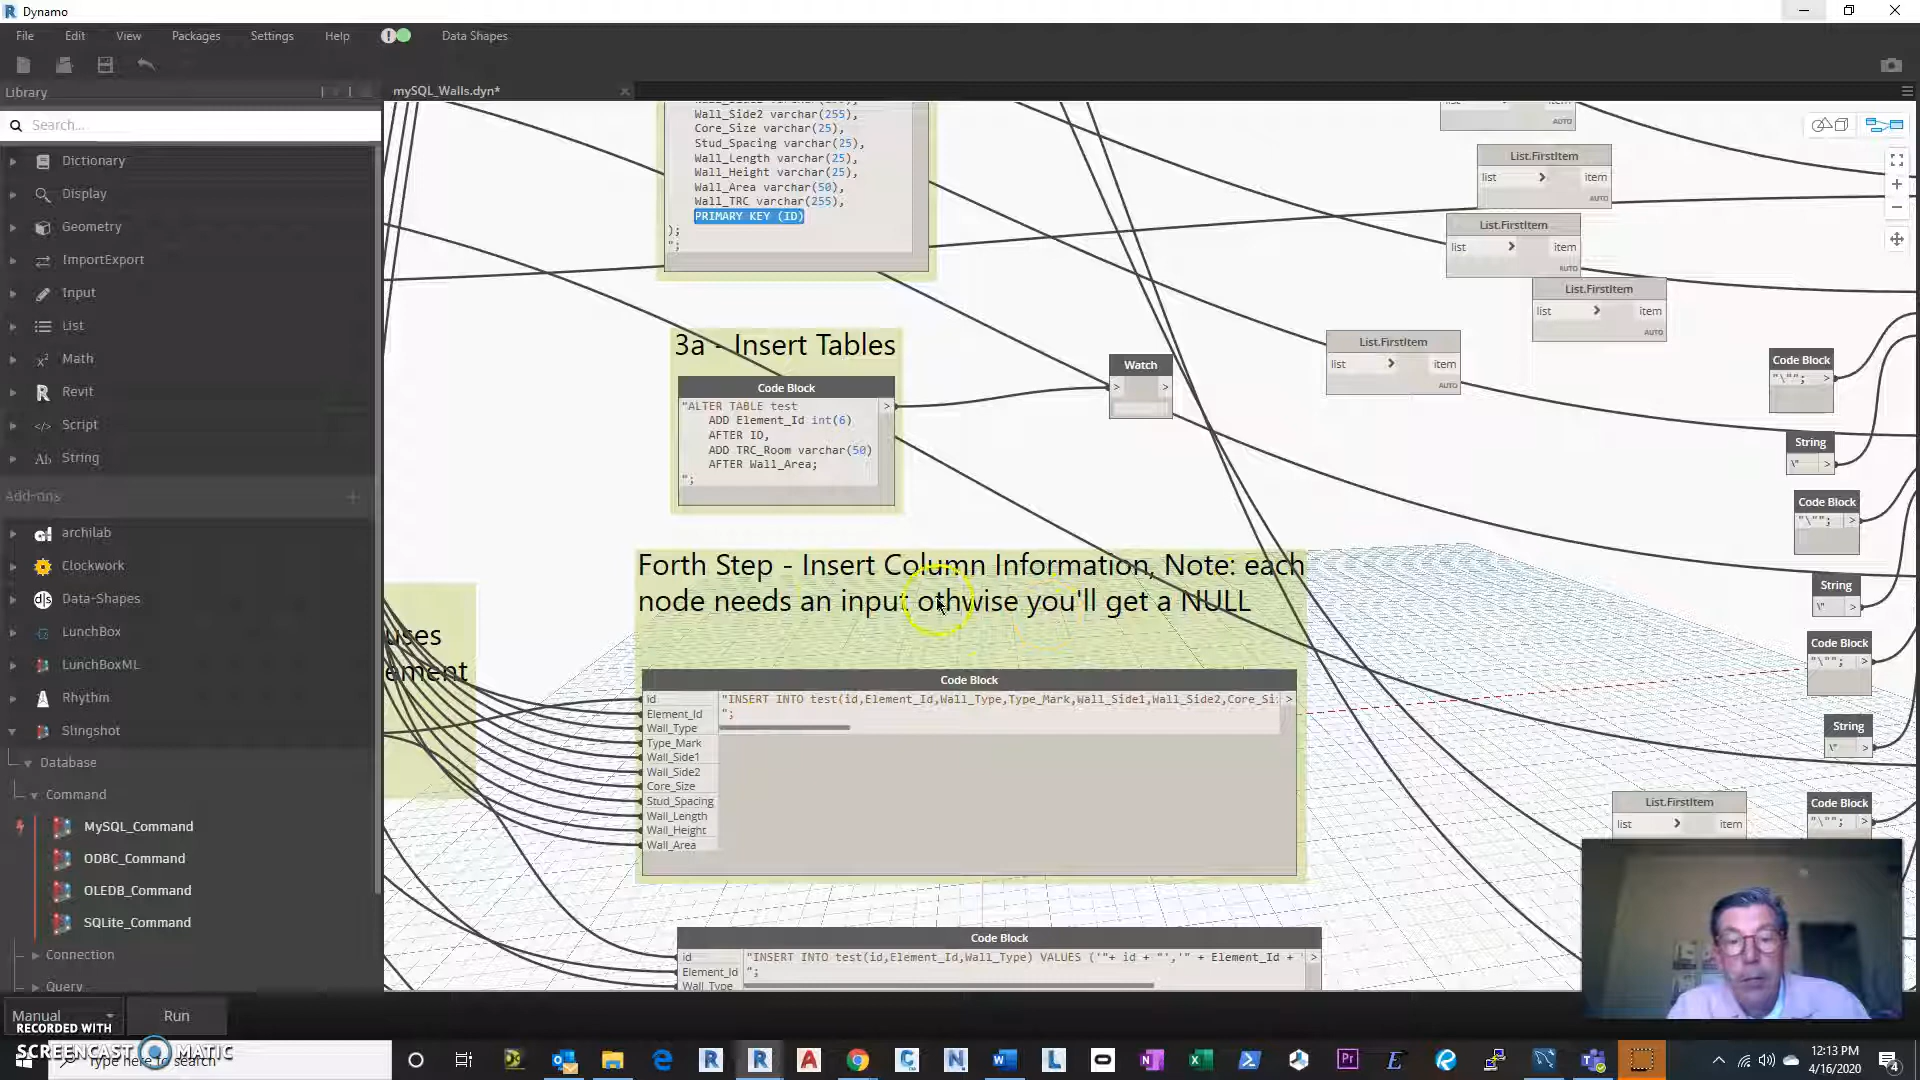 Dynamo
File Edit View Packages Settings Help Data Shapes
Library
mySQL_Walls.dyn*
Search...
Dictionary
Display
Geometry
ImportExport
Input
List
Math
Revit
Script
String
Add-ons
archilab
Clockwork
Data-Shapes
LunchBox
LunchBoxML
Rhythm
Slingshot
Database
Command
MySQL_Command
ODBC_Command
OLEDB_Command
SQLite_Command
Connection
Query
Manual
Run
Wall_Side2 varchar(255),
Core_Size varchar(25),
Stud_Spacing varchar(25),
Wall_Length varchar(25),
Wall_Height varchar(25),
Wall_Area varchar(50),
Wall_TRC varchar(255),
PRIMARY KEY (ID)
);
";
3a - Insert Tables
Code Block
"ALTER TABLE test
ADD Element_Id int(6)
AFTER ID,
ADD TRC_Room varchar(50)
AFTER Wall_Area;
";
Watch
> >
Forth Step - Insert Column Information, Note: each
node needs an input othwise you'll get a NULL
uses
ement
Code Block
id
Element_Id
Wall_Type
Type_Mark
Wall_Side1
Wall_Side2
Core_Size
Stud_Spacing
Wall_Length
Wall_Height
Wall_Area
"INSERT INTO test(id,Element_Id,Wall_Type,Type_Mark,Wall_Side1,Wall_Side2,Core_Si
";
Code Block
id
Element_Id
Wall_Type
"INSERT INTO test(id,Element_Id,Wall_Type) VALUES ('"+ id + "','" + Element_Id + '
";
AUTO
List.FirstItem
list > item
AUTO
List.FirstItem
list > item
AUTO
List.FirstItem
list > item
AUTO
List.FirstItem
list > item
AUTO
Code Block
"\""; >
String
\" >
Code Block
"\""; >
String
\" >
Code Block
"\""; >
String
\" >
List.FirstItem
list > item
Code Block
"\""; >
RECORDED WITH
SCREENCAST MATIC
Type here to search
12:13 PM
4/16/2020
4